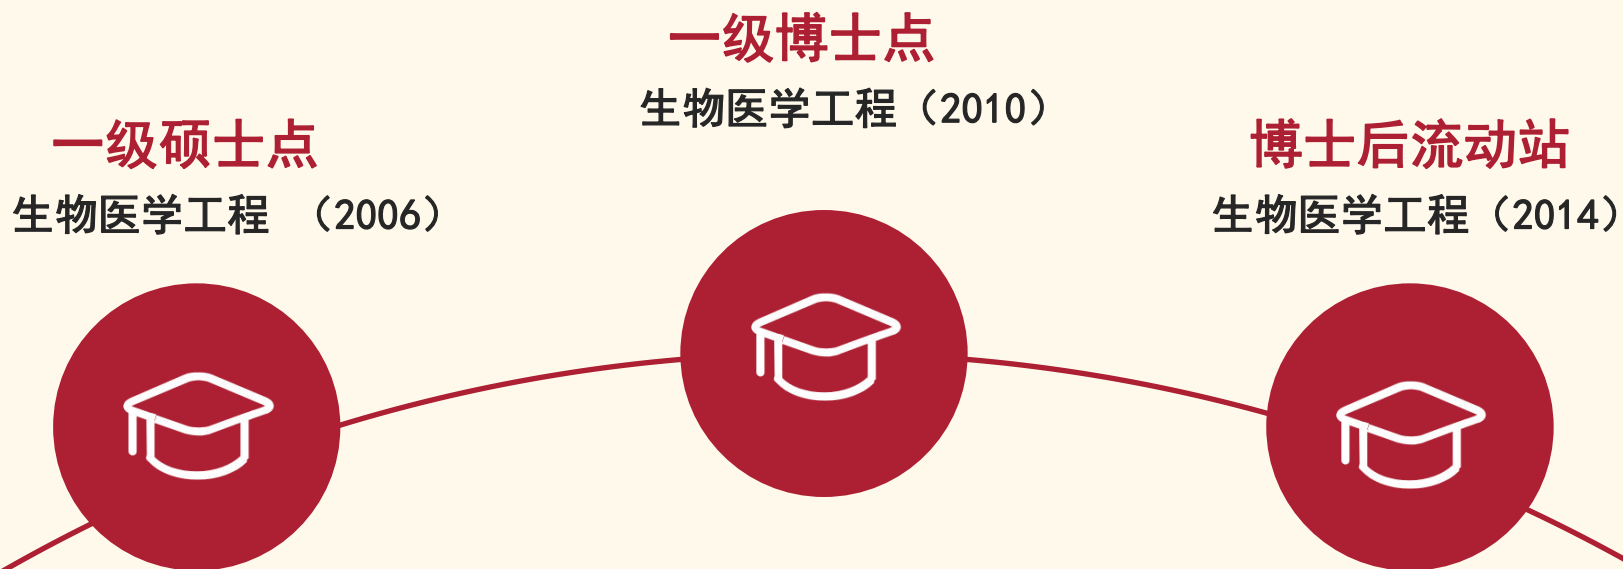 一级硕士点
生物医学工程 （2006）
一级博士点
生物医学工程（2010）
博士后流动站
生物医学工程（2014）